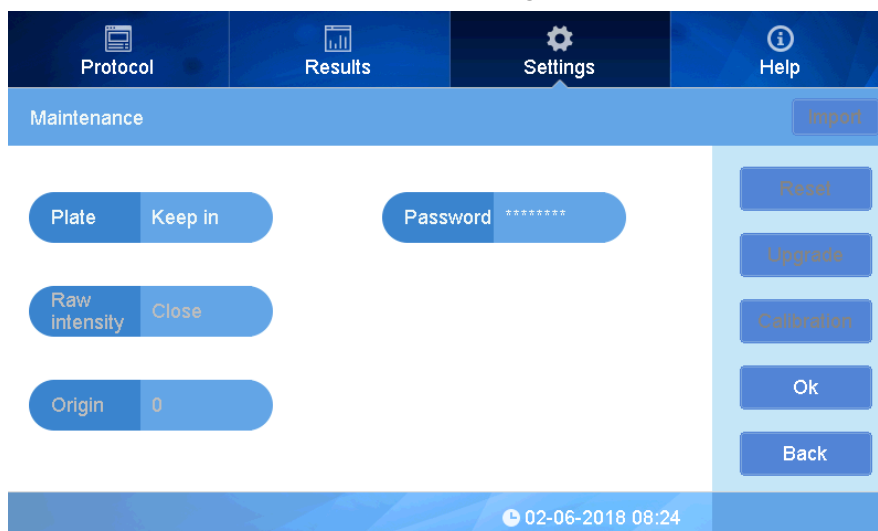 Protocol
Results
Settings
Help
Maintenance
Import
Plate
Keep in
Password
********
Reset
Upgrade
Raw
intensity
Close
Calibration
Origin
0
Ok
Back
02-06-2018 08:24